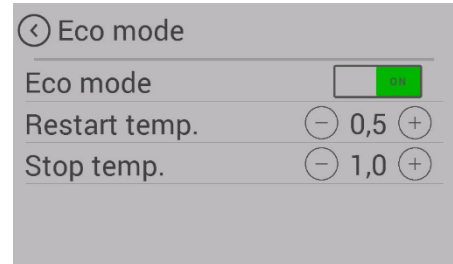 Eco mode
Eco mode ON
Restart temp. 0,5
Stop temp. 1,0